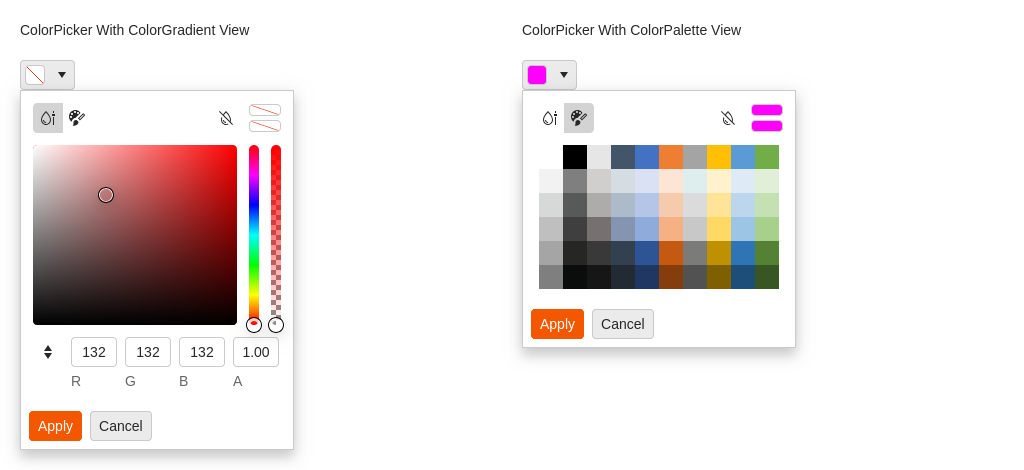 ColorPicker With ColorGradient View
132 132 132 1.00
R G B A
Apply Cancel
ColorPicker With ColorPalette View
Apply Cancel